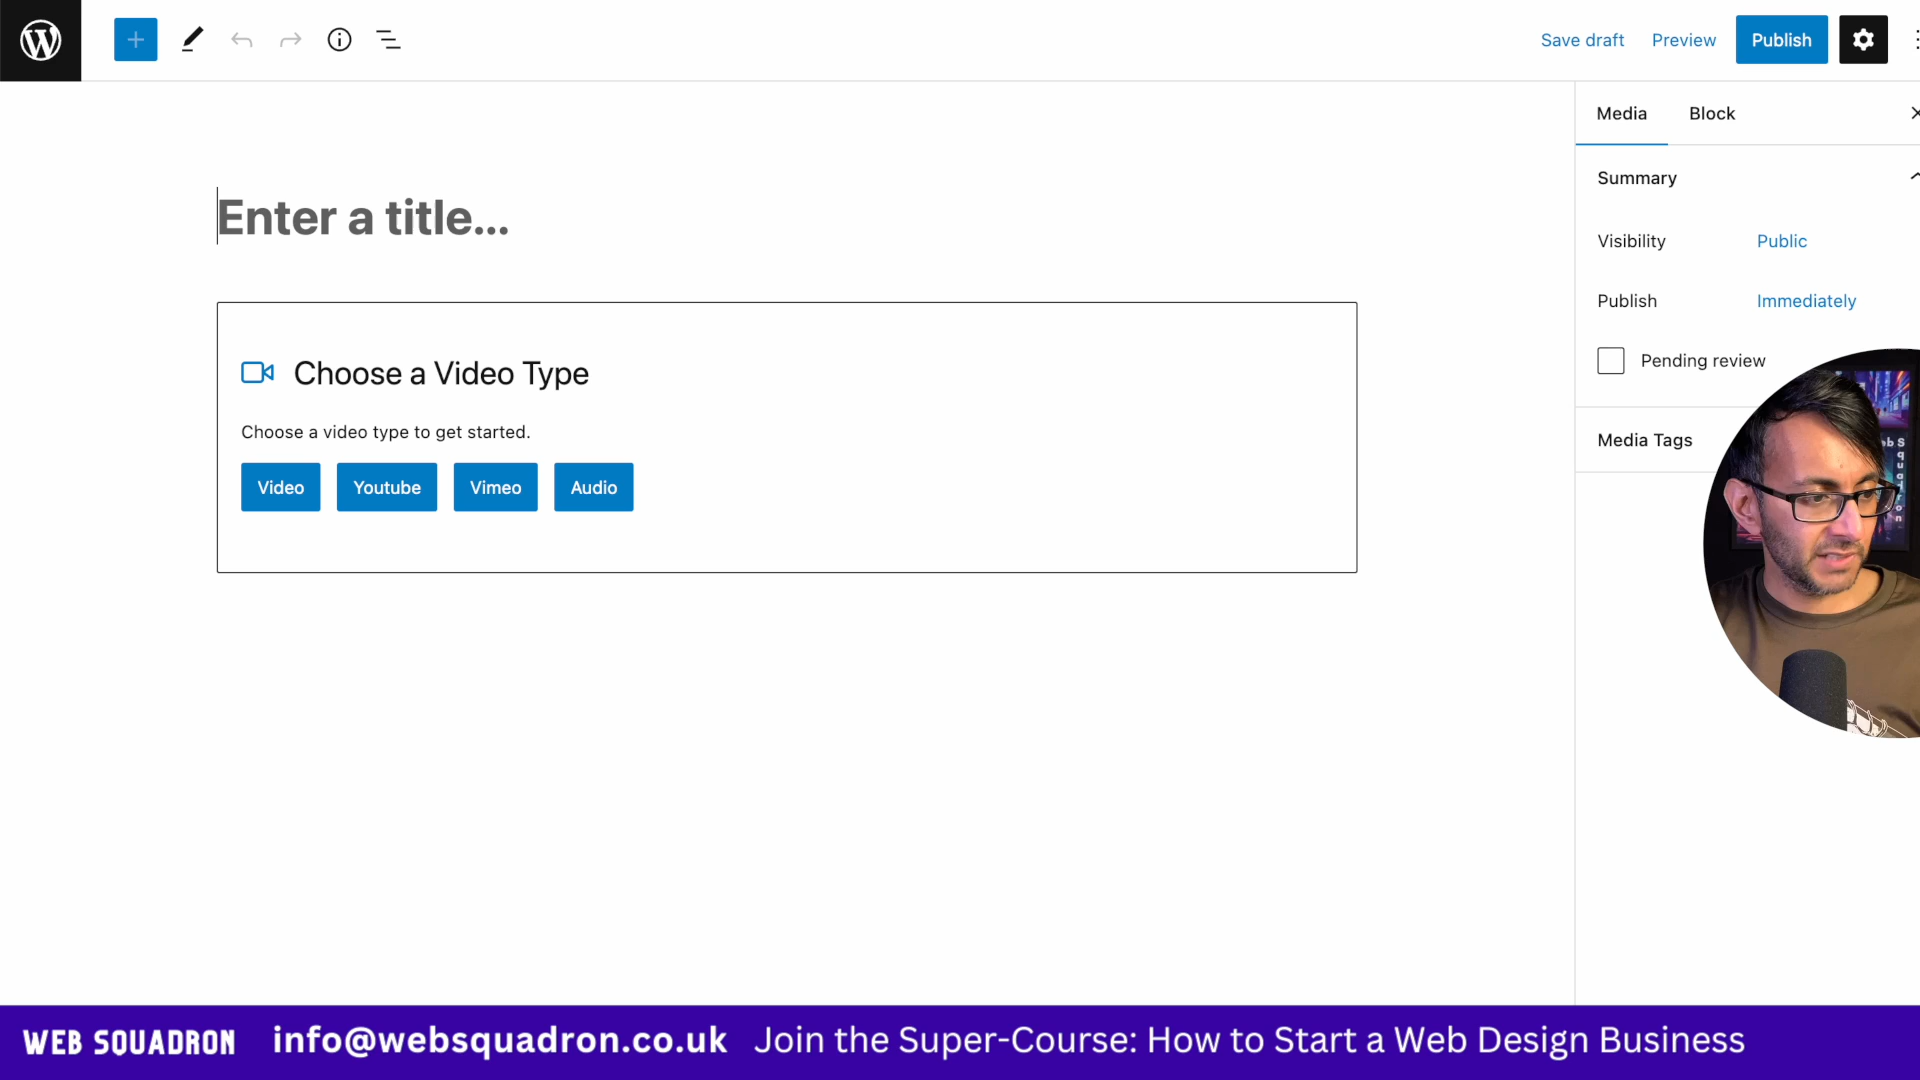 Save draft
Preview
Publish
Media
Block
Enter a title...
Summary
Visibility
Public
Publish
Immediately
Pending review
Choose a Video Type
Choose a video type to get started.
Media Tags
Video
Youtube
Vimeo
Audio
WEB SQUADRON
info@websquadron.co.uk
Join the Super-Course: How to Start a Web Design Business